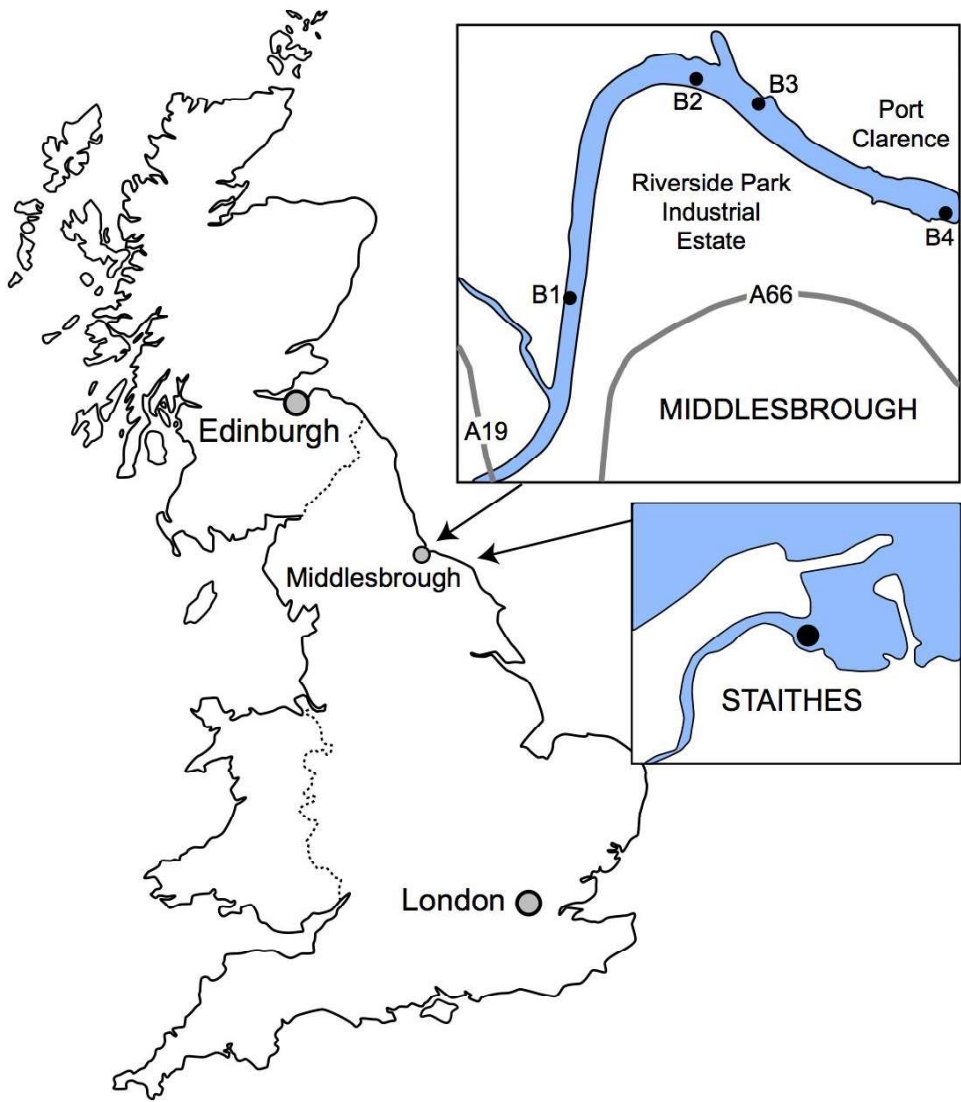 B2
B3
Port
Clarence
Riverside Park
Industrial
Estate
B4
B1
A66
MIDDLESBROUGH
A19
Edinburgh
Middlesbrough
STAITHES
London